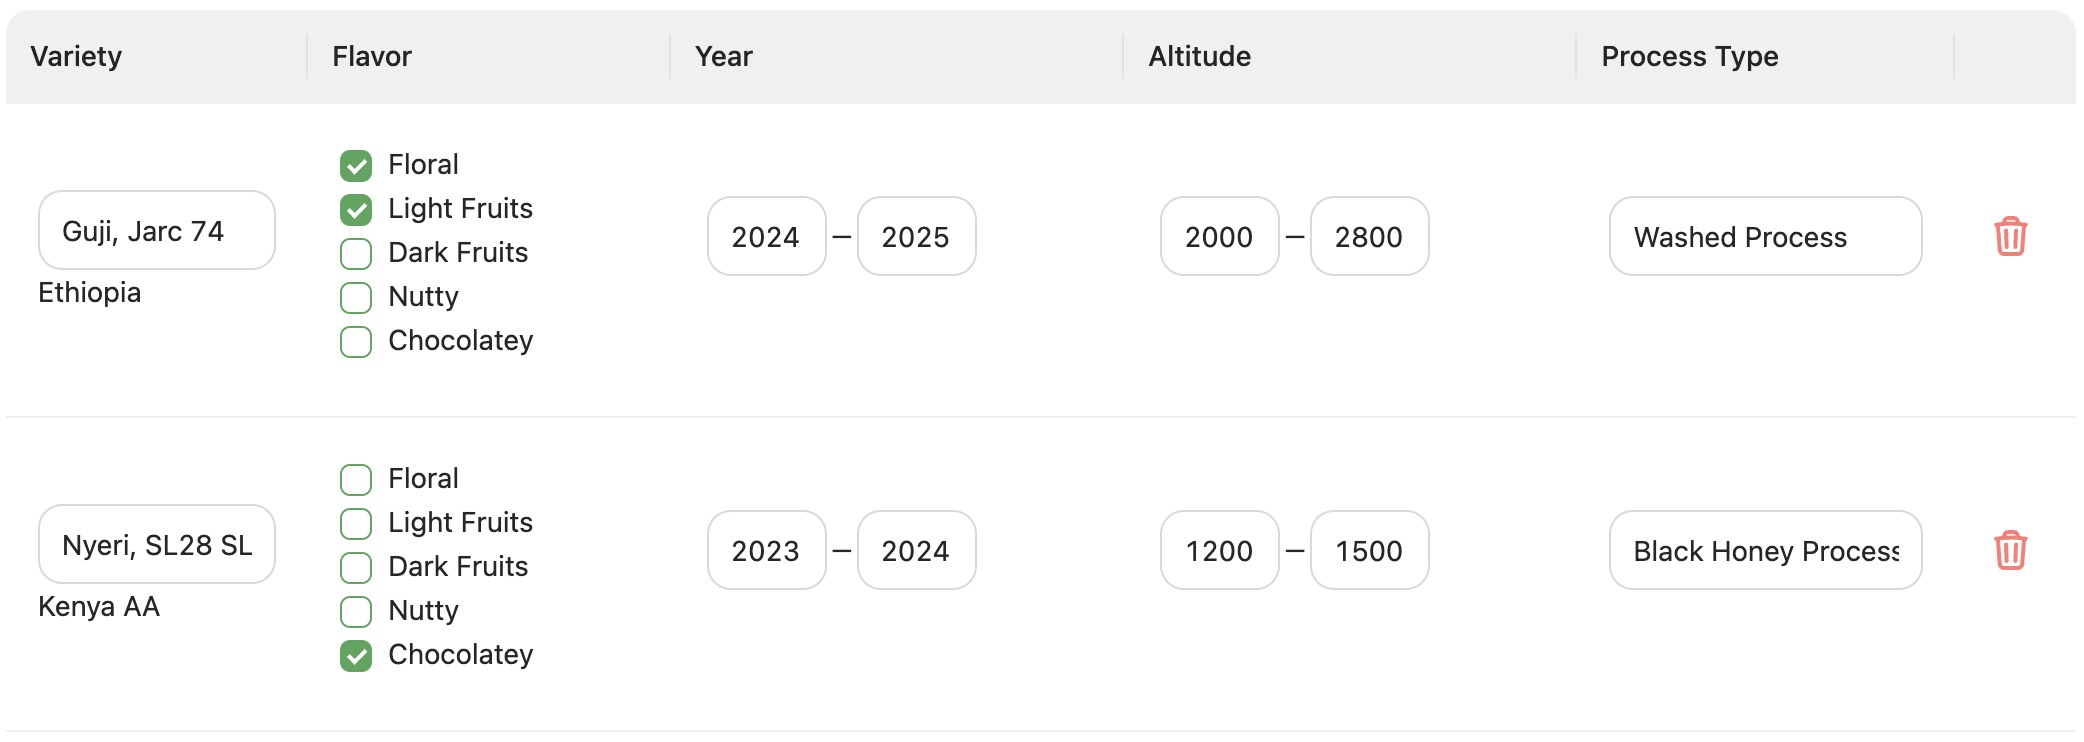 Variety Flavor Year Altitude Process Type
Guji, Jarc 74
Ethiopia
Floral
Light Fruits
Dark Fruits
Nutty
Chocolatey
2024 – 2025
2000 – 2800
Washed Process
Nyeri, SL28 SL
Kenya AA
Floral
Light Fruits
Dark Fruits
Nutty
Chocolatey
2023 – 2024
1200 – 1500
Black Honey Process